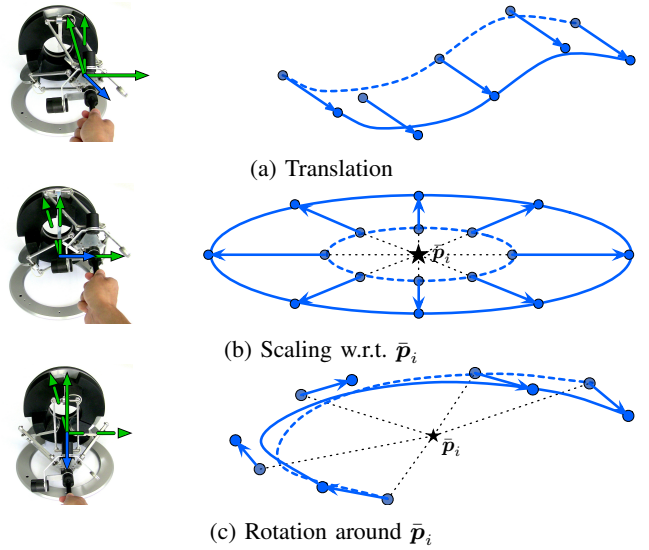 (a) Translation
p̄ᵢ
(b) Scaling w.r.t. p̄ᵢ
p̄ᵢ
(c) Rotation around p̄ᵢ